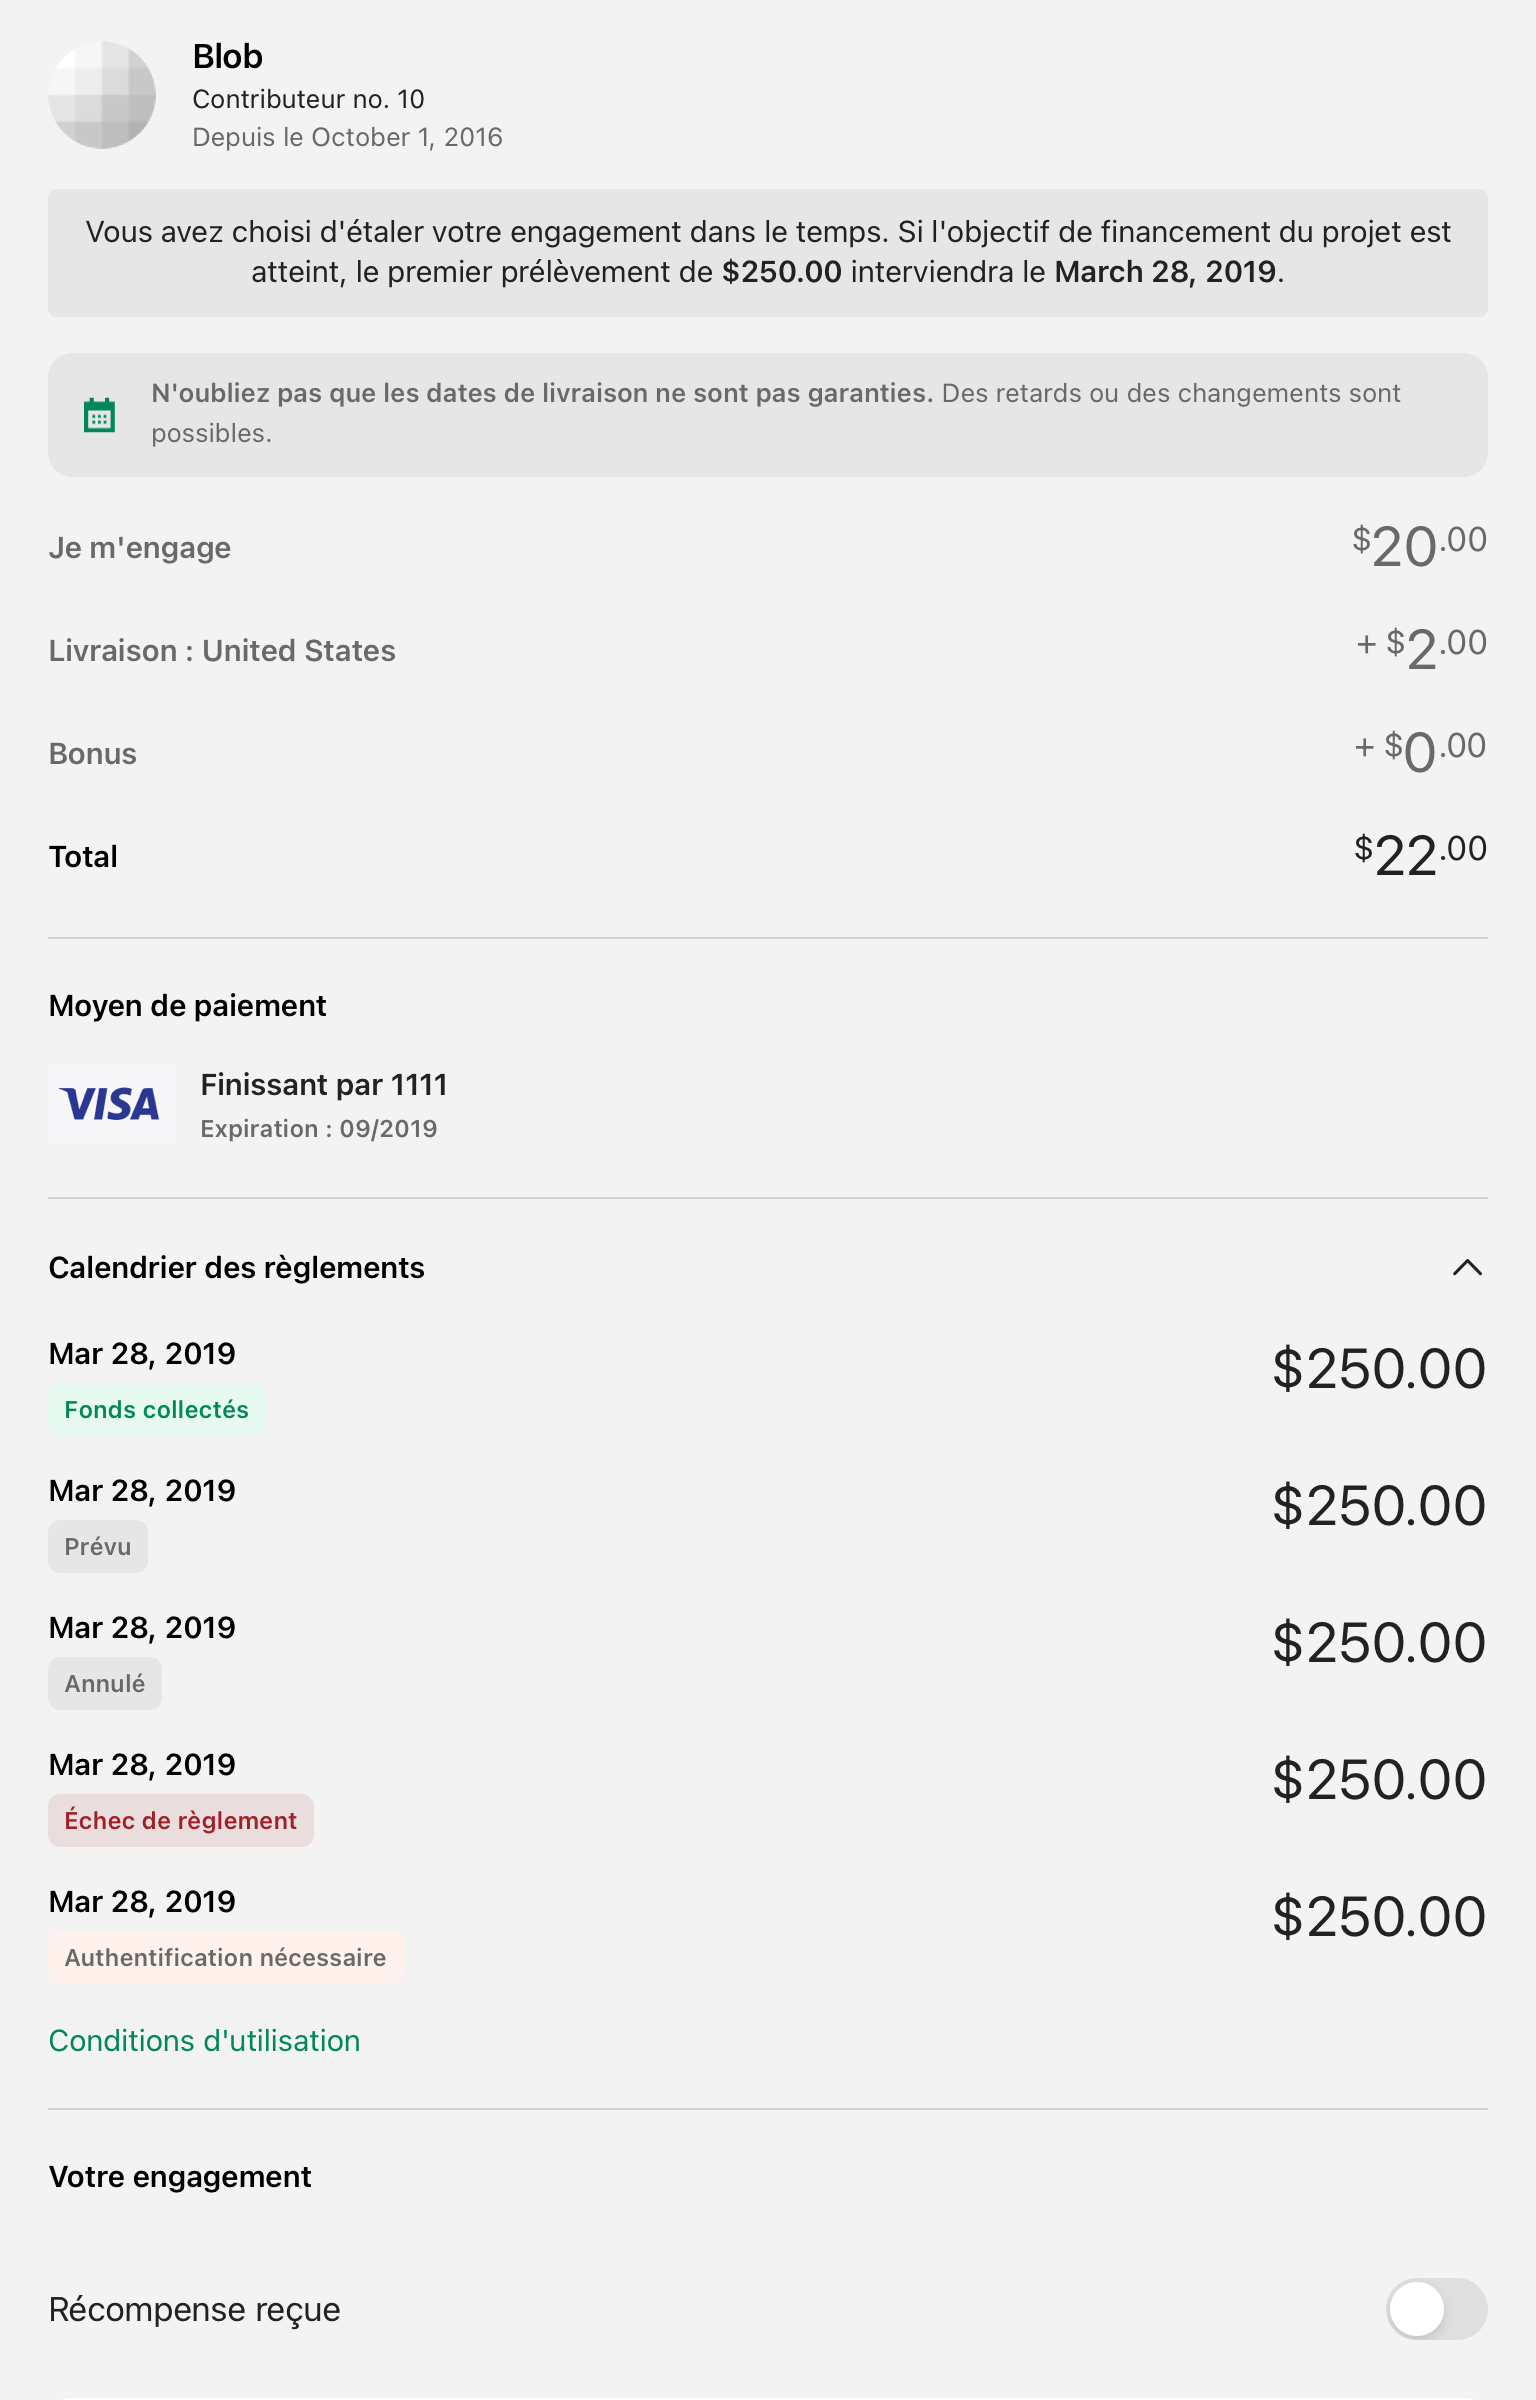 Blob
Contributeur no. 10
Depuis le October 1, 2016
Vous avez choisi d'étaler votre engagement dans le temps. Si l'objectif de financement du projet est
atteint, le premier prélèvement de $250.00 interviendra le March 28, 2019.
N'oubliez pas que les dates de livraison ne sont pas garanties. Des retards ou des changements sont
possibles.
Je m'engage $20.00
Livraison : United States + $2.00
Bonus + $0.00
Total $22.00
Moyen de paiement
VISA
Finissant par 1111
Expiration : 09/2019
Calendrier des règlements
Mar 28, 2019 $250.00
Fonds collectés
Mar 28, 2019 $250.00
Prévu
Mar 28, 2019 $250.00
Annulé
Mar 28, 2019 $250.00
Échec de règlement
Mar 28, 2019 $250.00
Authentification nécessaire
Conditions d'utilisation
Votre engagement
Récompense reçue